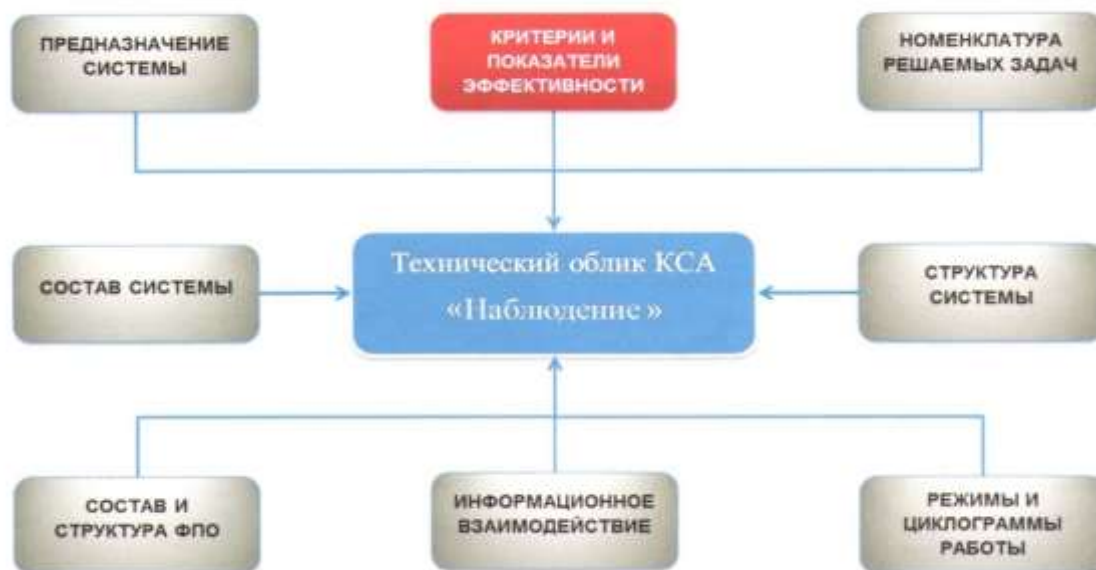 ПРЕДНАЗНАЧЕНИЕ
СИСТЕМЫ
КРИТЕРИИ И
ПОКАЗАТЕЛИ
ЭФФЕКТИВНОСТИ
НОМЕНКЛАТУРА
РЕШАЕМЫХ ЗАДАЧ
СОСТАВ СИСТЕМЫ
Технический облик КСА
«Наблюдение»
СТРУКТУРА
СИСТЕМЫ
СОСТАВ И
СТРУКТУРА ФПО
ИНФОРМАЦИОННОЕ
ВЗАИМОДЕЙСТВИЕ
РЕЖИМЫ И
ЦИКЛОГРАММЫ
РАБОТЫ